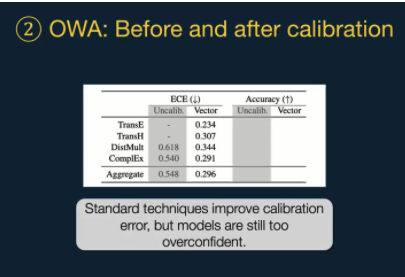 ② OWA: Before and after calibration
ECE (↓) Accuracy (↑)
Uncalib. Vector Uncalib. Vector
TransE - 0.234
TransH - 0.307
DistMult 0.618 0.344
ComplEx 0.540 0.291
Aggregate 0.548 0.296
Standard techniques improve calibration
error, but models are still too
overconfident.